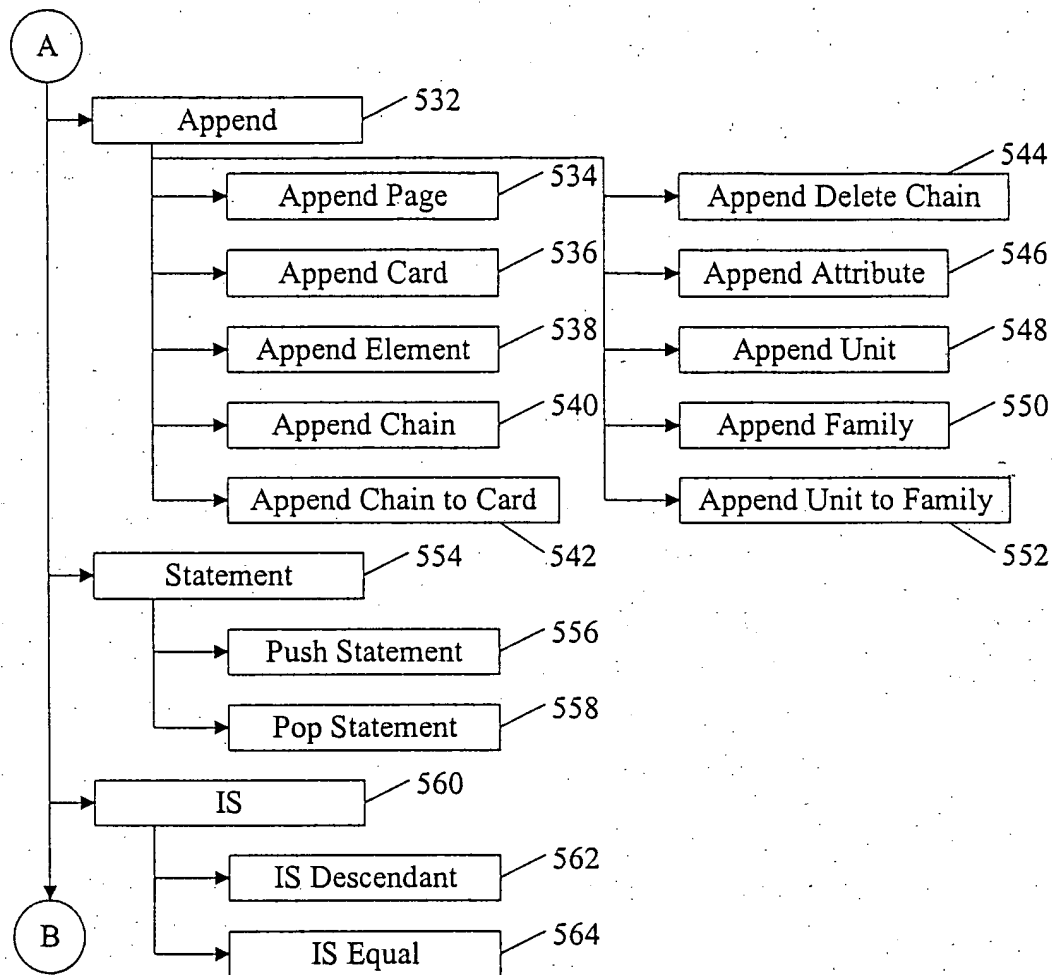 A
532
Append
534
544
Append Page
Append Delete Chain
536
546
Append Card
Append Attribute
538
548
Append Element
Append Unit
540
550
Append Chain
Append Family
Append Chain to Card
Append Unit to Family
554
542
552
Statement
556
Push Statement
558
Pop Statement
560
IS
562
IS Descendant
B
564
IS Equal